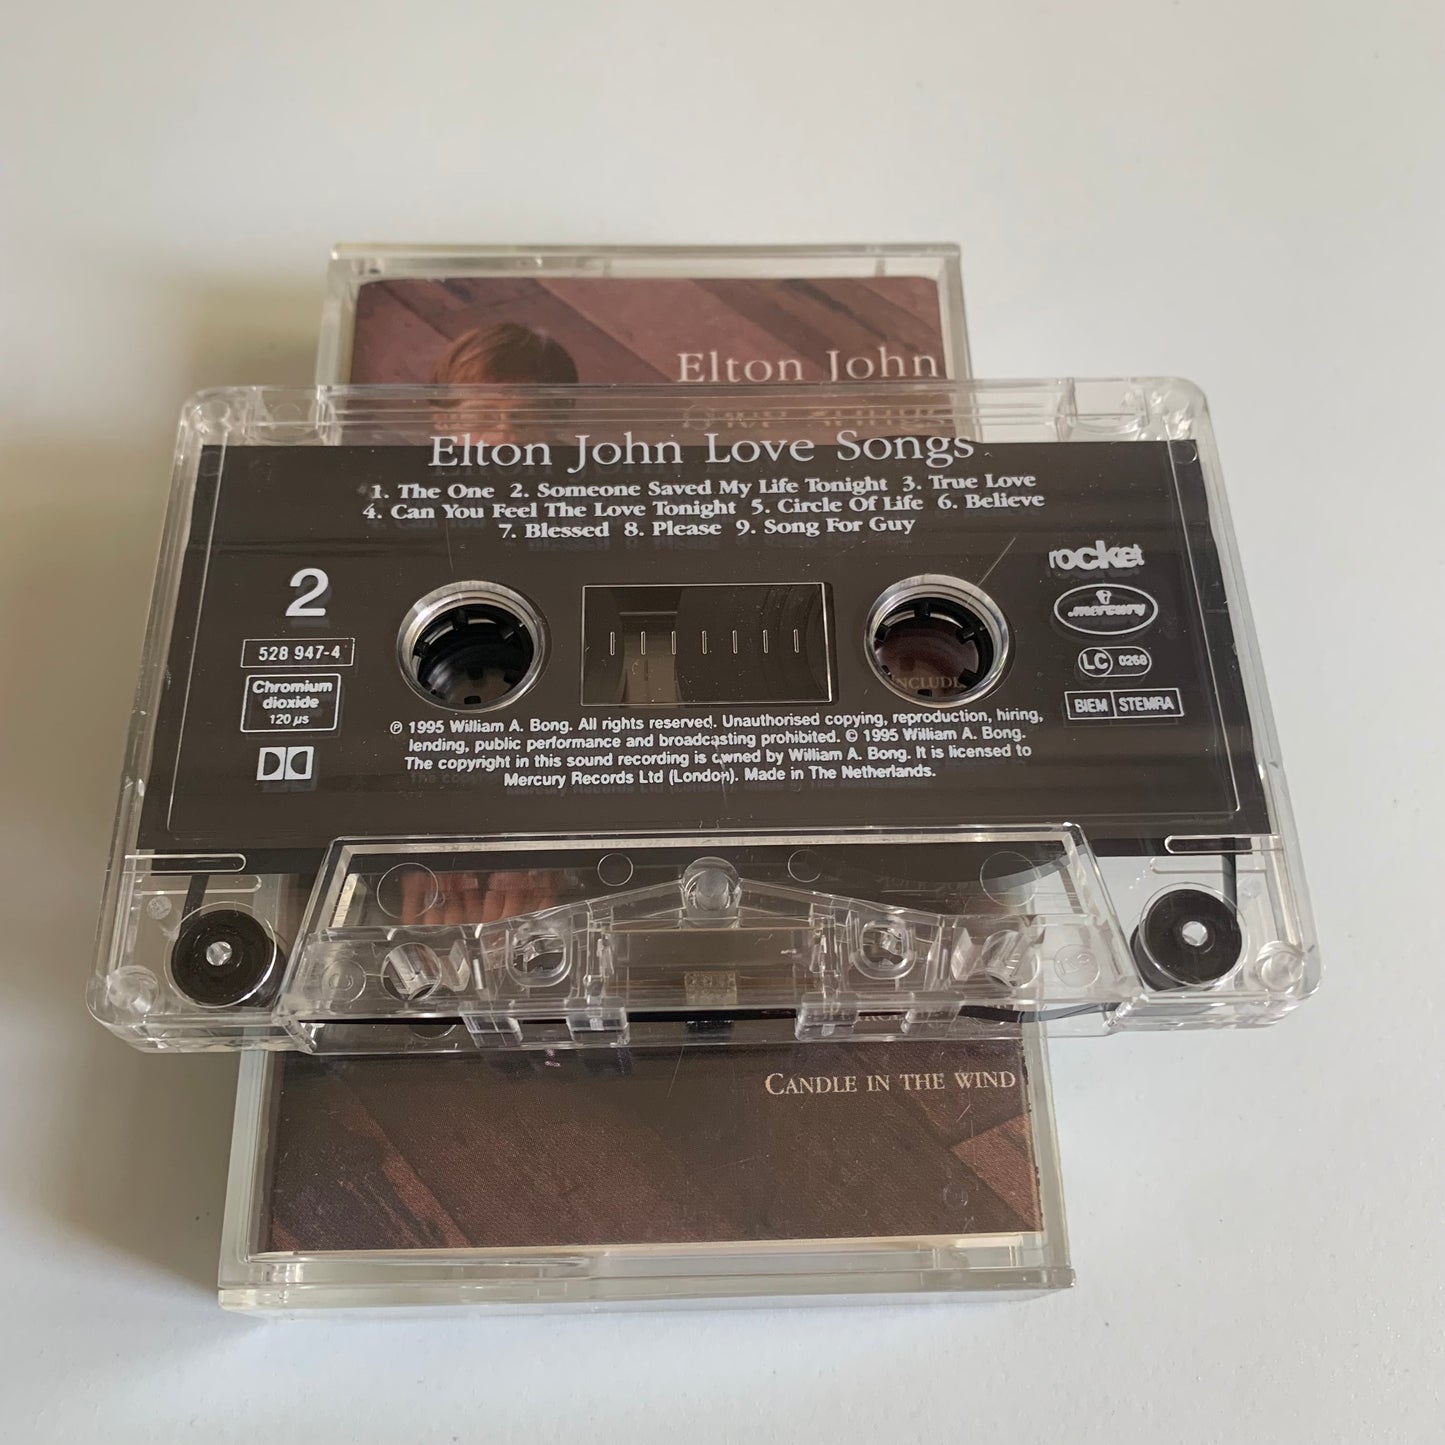 Elton John
Elton John Love Songs
1. The One 2. Someone Saved My Life Tonight 3. True Love
4. Can You Feel The Love Tonight 5. Circle Of Life 6. Believe
7. Blessed 8. Please 9. Song For Guy
2
rocket
mercury
528 947-4
LC 0268
Chromium
dioxide
120 µs
BIEM STEMRA
INCLUDE
℗ 1995 William A. Bong. All rights reserved. Unauthorised copying, reproduction, hiring,
lending, public performance and broadcasting prohibited. © 1995 William A. Bong.
The copyright in this sound recording is owned by William A. Bong. It is licensed to
Mercury Records Ltd (London). Made in The Netherlands.
CANDLE IN THE WIND